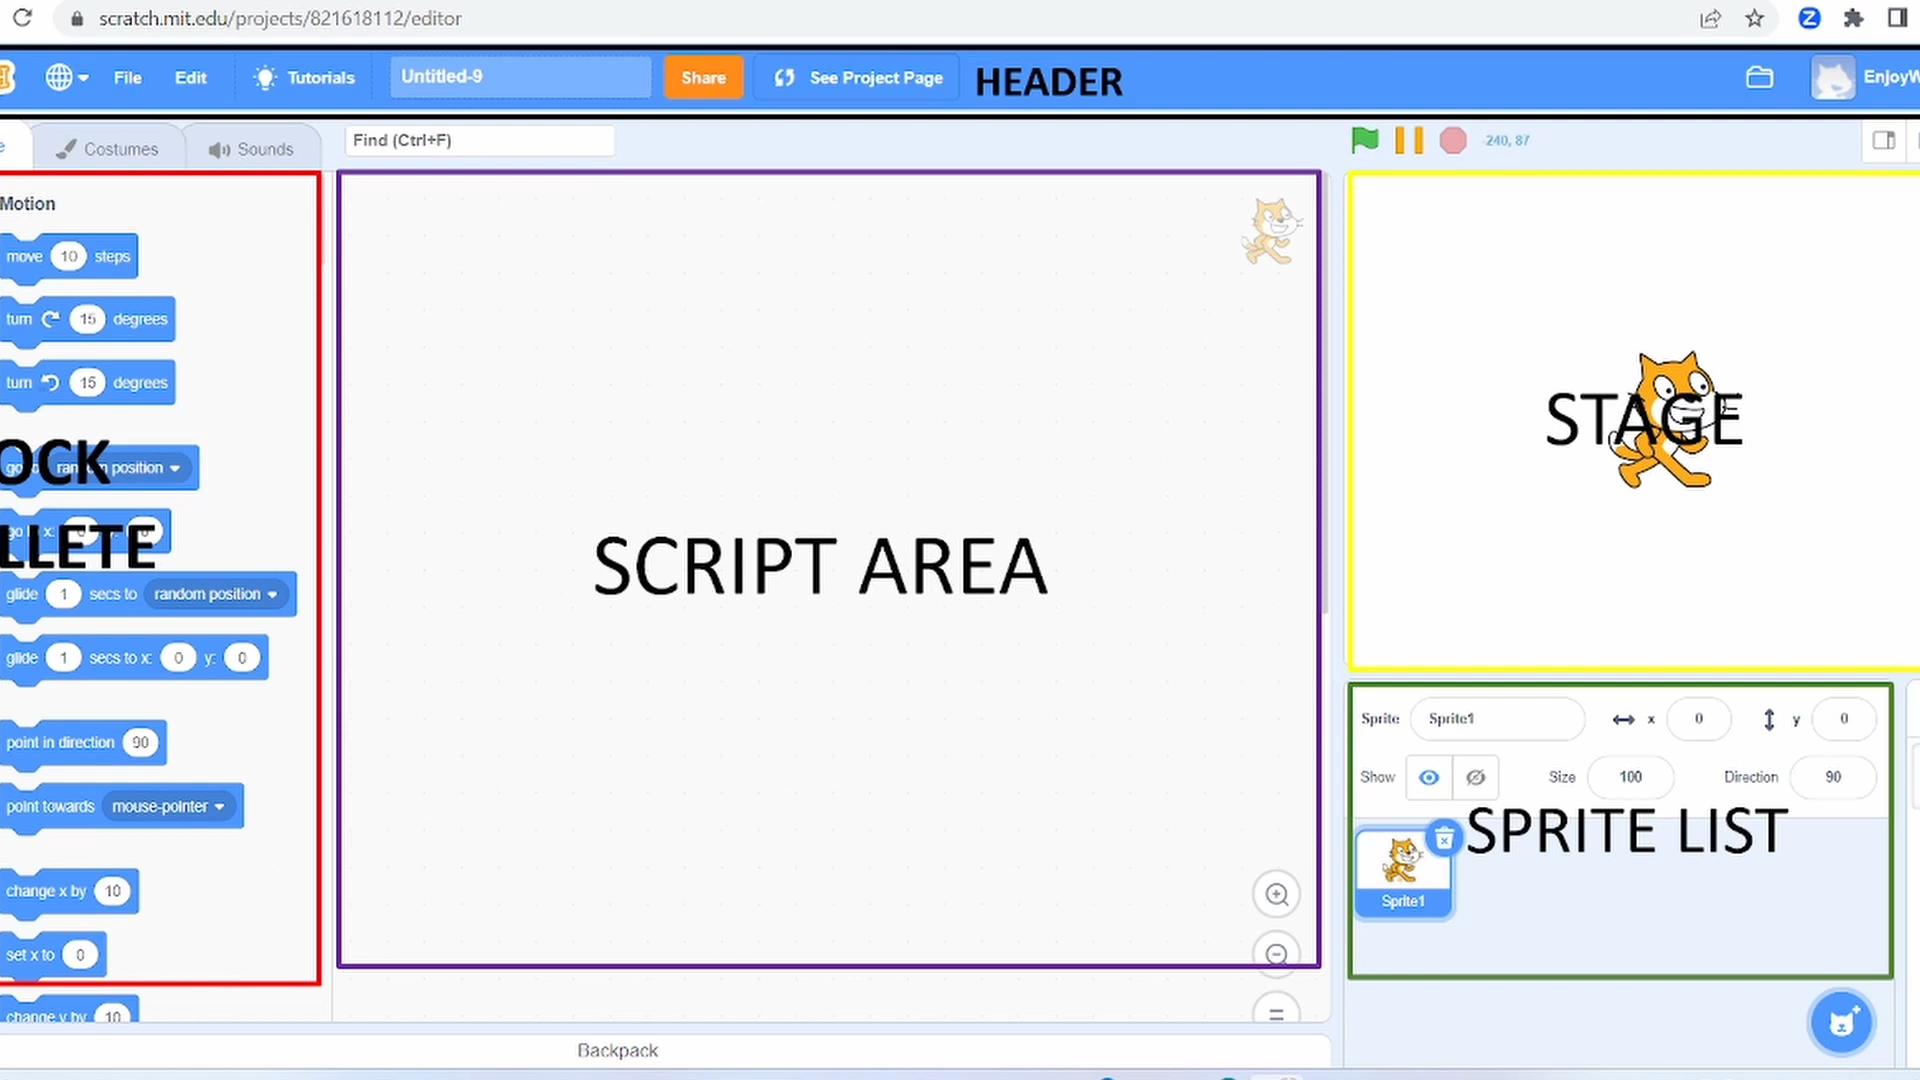 scratch.mit.edu/projects/821618112/editor
File Edit Tutorials Untitled-9 Share See Project Page HEADER EnjoyW
Costumes Sounds Find (Ctrl+F) -240, 87
Motion
move 10 steps
turn 15 degrees
turn 15 degrees
STAGE
OCK
position
LLETE
SCRIPT AREA
glide 1 secs to random position
glide 1 secs to x: 0 y: 0
point in direction 90
point towards mouse-pointer
change x by 10
set x to 0
change y by 10
Sprite Sprite1 x 0 y 0
Show Size 100 Direction 90
SPRITE LIST
Sprite1
Backpack